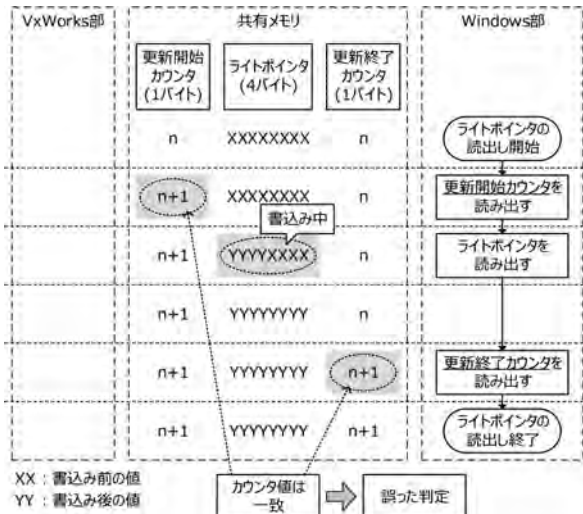 VxWorks部
共有メモリ
Windows部
更新開始
カウンタ
(1バイト)
ライトポインタ
(4バイト)
更新終了
カウンタ
(1バイト)
n
XXXXXXXX
n
ライトポインタの
読出し開始
n+1
XXXXXXXX
n
更新開始カウンタを
読み出す
書込み中
n+1
YYYYXXXX
n
ライトポインタを
読み出す
n+1
YYYYYYYY
n
n+1
YYYYYYYY
n+1
更新終了カウンタを
読み出す
n+1
YYYYYYYY
n+1
ライトポインタの
読出し終了
XX：書込み前の値
YY：書込み後の値
カウンタ値は
一致
誤った判定